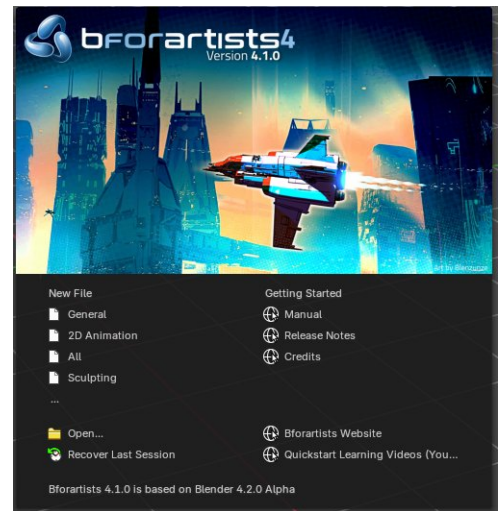 bforartists4
Version 4.1.0
Art by Blenzunze
New File
General
2D Animation
All
Sculpting
...
Open...
Recover Last Session
Getting Started
Manual
Release Notes
Credits
Bforartists Website
Quickstart Learning Videos (You...
Bforartists 4.1.0 is based on Blender 4.2.0 Alpha